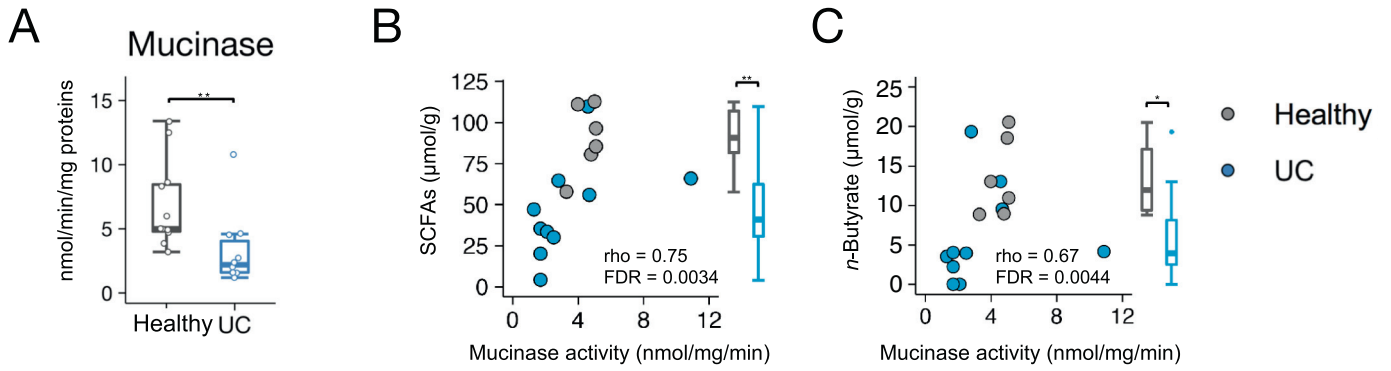 A
Mucinase
nmol/min/mg proteins
15
10
5
0
**
Healthy UC
B
SCFAs (μmol/g)
125
100
75
50
25
0
**
rho = 0.75
FDR = 0.0034
0 4 8 12
Mucinase activity (nmol/mg/min)
C
n-Butyrate (μmol/g)
25
20
15
10
5
0
*
rho = 0.67
FDR = 0.0044
0 4 8 12
Mucinase activity (nmol/mg/min)
Healthy
UC